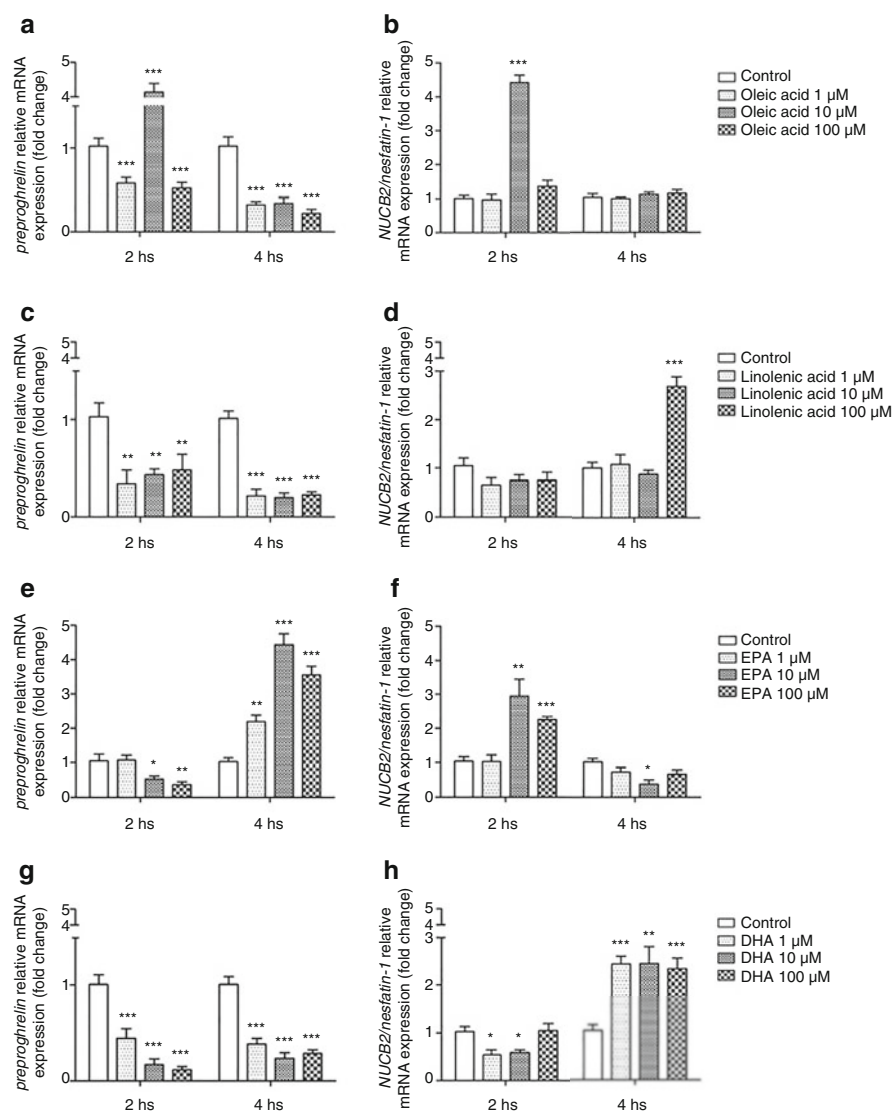 a
preproghrelin relative mRNA
expression (fold change)
5
4
1
0
***
***
***
***
***
***
2 hs
4 hs
b
NUCB2/nesfatin-1 relative
mRNA expression (fold change)
5
4
3
2
1
0
***
2 hs
4 hs
Control
Oleic acid 1 µM
Oleic acid 10 µM
Oleic acid 100 µM
c
preproghrelin relative mRNA
expression (fold change)
5
4
1
0
**
**
**
***
***
***
2 hs
4 hs
d
NUCB2/nesfatin-1 relative
mRNA expression (fold change)
5
4
3
2
1
0
***
2 hs
4 hs
Control
Linolenic acid 1 µM
Linolenic acid 10 µM
Linolenic acid 100 µM
e
preproghrelin relative mRNA
expression (fold change)
5
4
3
2
1
0
*
**
**
***
***
2 hs
4 hs
f
NUCB2/nesfatin-1 relative
mRNA expression (fold change)
5
4
3
2
1
0
**
***
*
2 hs
4 hs
Control
EPA 1 µM
EPA 10 µM
EPA 100 µM
g
preproghrelin relative mRNA
expression (fold change)
5
4
1
0
***
***
***
***
***
***
2 hs
4 hs
h
NUCB2/nesfatin-1 relative
mRNA expression (fold change)
5
4
3
2
1
0
*
*
***
**
***
2 hs
4 hs
Control
DHA 1 µM
DHA 10 µM
DHA 100 µM